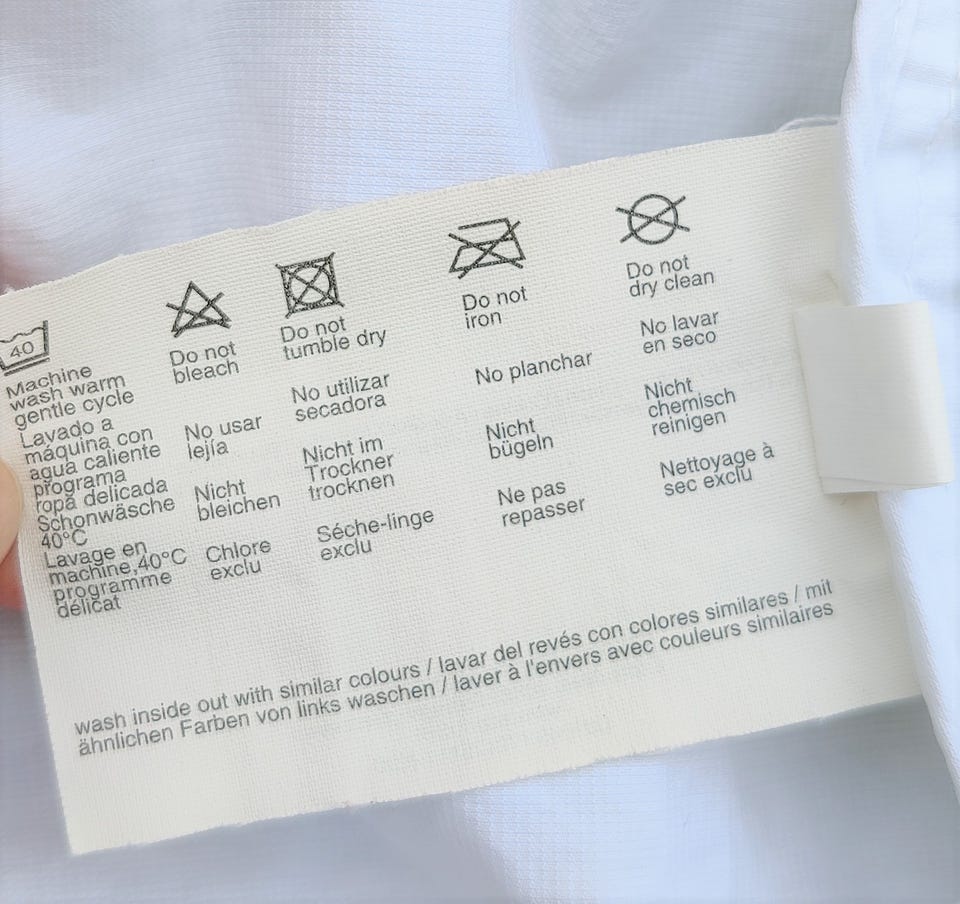 40
Machine
wash warm
gentle cycle
Lavado a
máquina con
agua caliente
programa
ropa delicada
Schonwäsche
40°C
Lavage en
machine,40°C
programme
délicat
Do not
bleach
No usar
lejía
Nicht
bleichen
Chlore
exclu
Do not
tumble dry
No utilizar
secadora
Nicht im
Trockner
trocknen
Séche-linge
exclu
Do not
iron
No planchar
Nicht
bügeln
Ne pas
repasser
Do not
dry clean
No lavar
en seco
Nicht
chemisch
reinigen
Nettoyage à
sec exclu
wash inside out with similar colours / lavar del revés con colores similares / mit
ähnlichen Farben von links waschen / laver à l'envers avec couleurs similaires